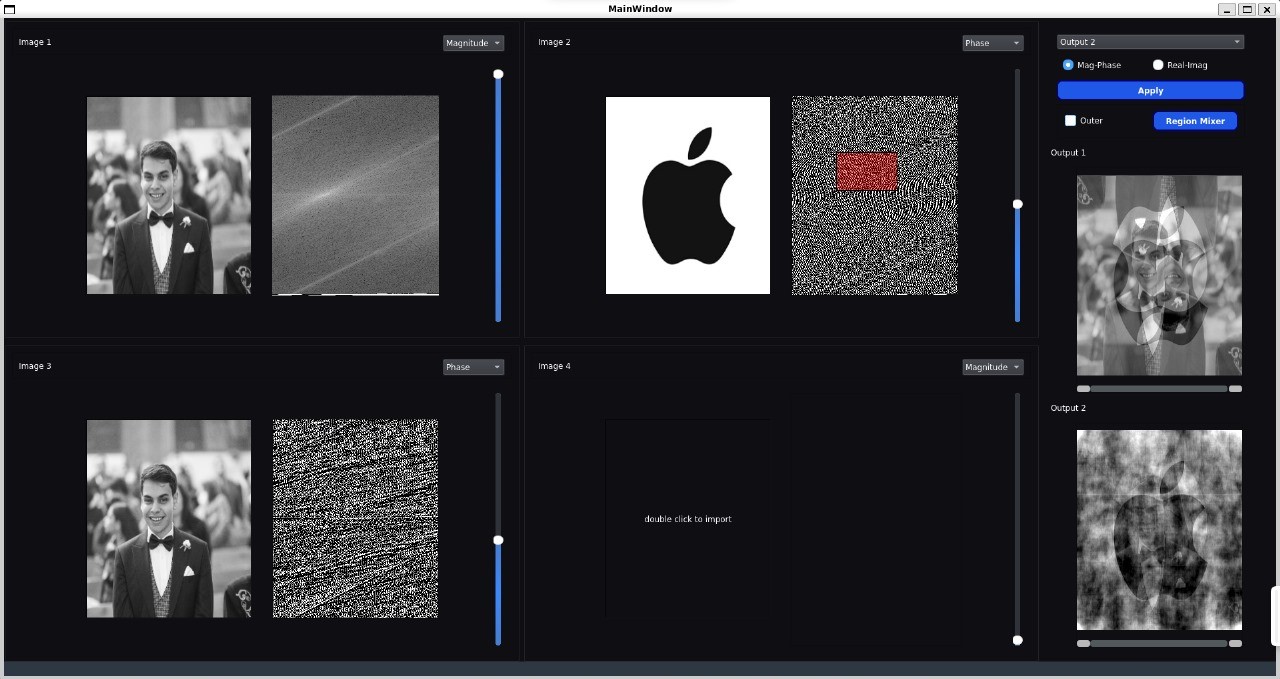 MainWindow
Image 1
Magnitude
Image 2
Phase
Output 2
Mag-Phase
Real-Imag
Apply
Outer
Region Mixer
Output 1
Image 3
Phase
Image 4
Magnitude
double click to import
Output 2